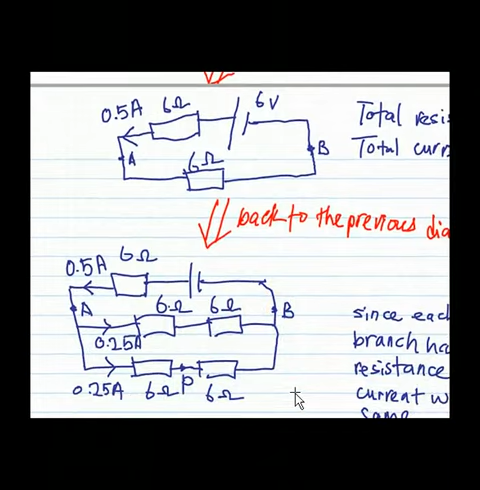 0.5A 6Ω 6V
Total resis
Total curr
A 6Ω B
back to the previous dia
0.5A 6Ω
A 6Ω 6Ω B
since each
0.25A
branch ha
resistance
0.25A 6Ω P 6Ω
current w
same